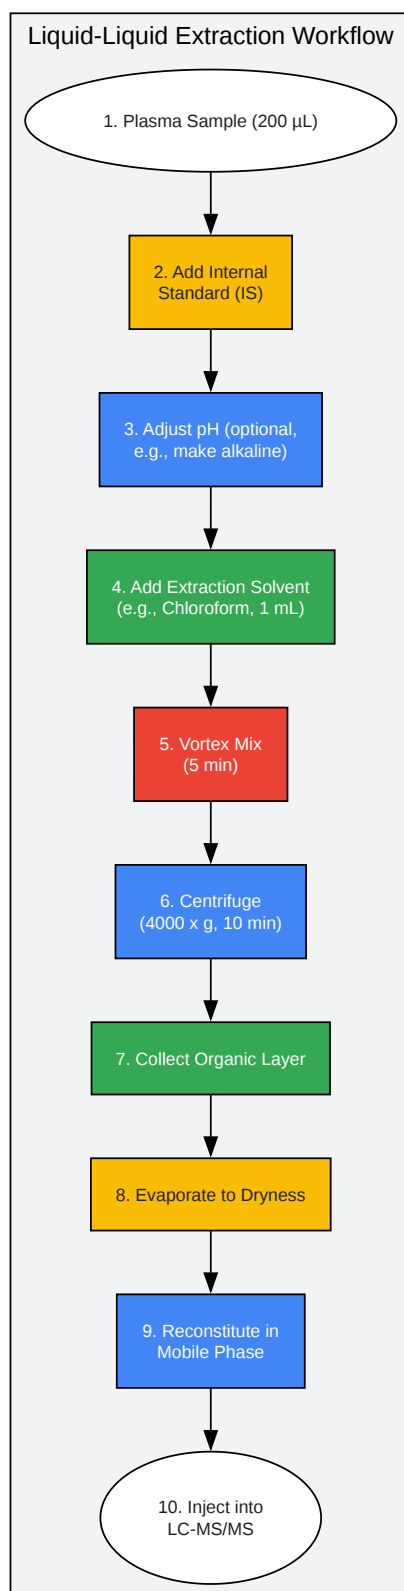 Liquid-Liquid Extraction Workflow
1. Plasma Sample (200 µL)
2. Add Internal
Standard (IS)
3. Adjust pH (optional,
e.g., make alkaline)
4. Add Extraction Solvent
(e.g., Chloroform, 1 mL)
5. Vortex Mix
(5 min)
6. Centrifuge
(4000 x g, 10 min)
7. Collect Organic Layer
8. Evaporate to Dryness
9. Reconstitute in
Mobile Phase
10. Inject into
LC-MS/MS